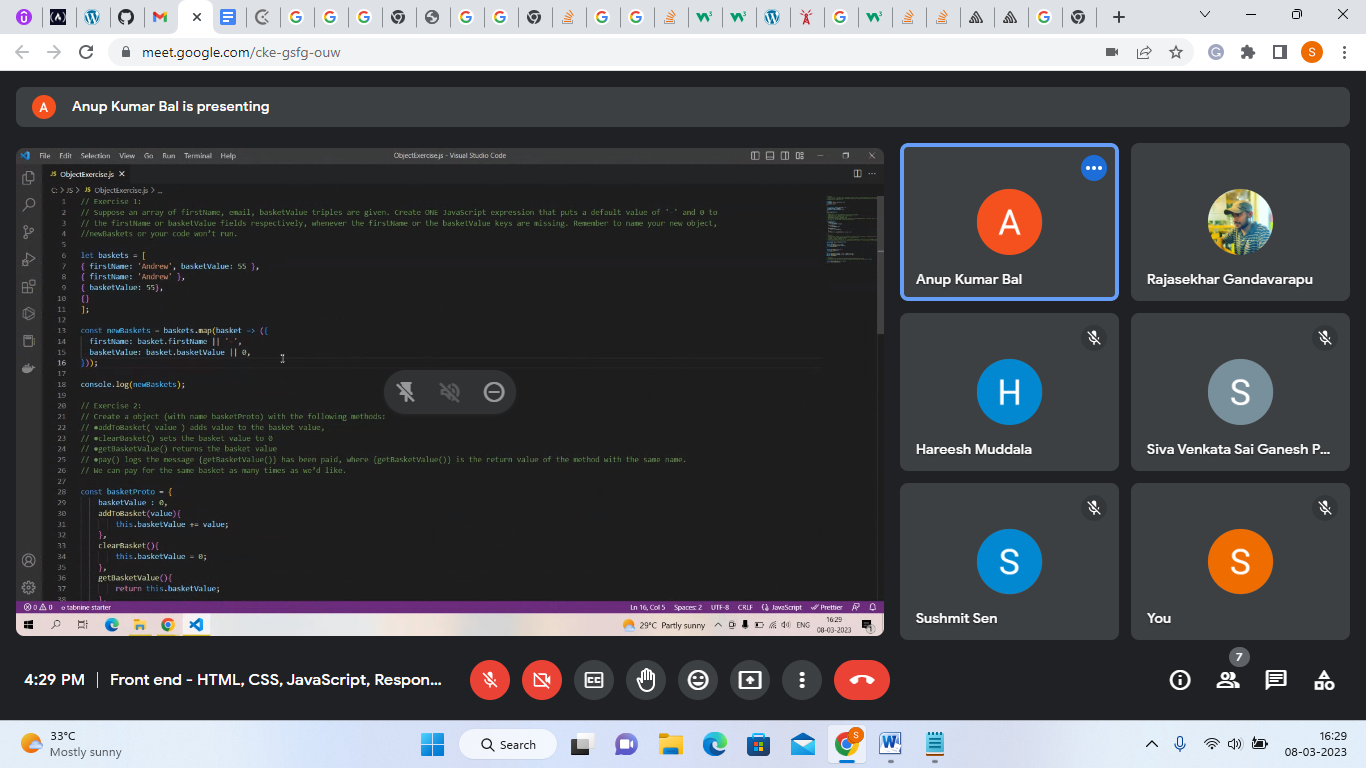 meet.google.com/cke-gsfg-ouw
S
A
Anup Kumar Bal is presenting
File Edit Selection View Go Run Terminal Help
ObjectExercise.js - Visual Studio Code
JS ObjectExercise.js
C: > JS > JS ObjectExercise.js > ...
1 // Exercise 1:
2 // Suppose an array of firstName, email, basketValue triples are given. Create ONE JavaScript expression that puts a default value of '-' and 0 to
3 // the firstName or basketValue fields respectively, whenever the firstName or the basketValue keys are missing. Remember to name your new object,
4 //newBaskets or your code won't run.
5
6 let baskets = [
7 { firstName: 'Andrew', basketValue: 55 },
8 { firstName: 'Andrew' },
9 { basketValue: 55},
10 {}
11 ];
12
13 const newBaskets = baskets.map(basket => ({
14 firstName: basket.firstName || '-',
15 basketValue: basket.basketValue || 0,
16 }));
17
18 console.log(newBaskets);
19
20 // Exercise 2:
21 // Create a object (with name basketProto) with the following methods:
22 // ●addToBasket( value ) adds value to the basket value,
23 // ●clearBasket() sets the basket value to 0
24 // ●getBasketValue() returns the basket value
25 // ●pay() logs the message {getBasketValue()} has been paid, where {getBasketValue()} is the return value of the method with the same name.
26 // We can pay for the same basket as many times as we'd like.
27
28 const basketProto = {
29 basketValue : 0,
30 addToBasket(value){
31 this.basketValue += value;
32 },
33 clearBasket(){
34 this.basketValue = 0;
35 },
36 getBasketValue(){
37 return this.basketValue;
38 },
0 0 tabnine starter
Ln 16, Col 5 Spaces: 2 UTF-8 CRLF JavaScript Prettier
29°C Partly sunny ENG 16:29
08-03-2023
1
A
Anup Kumar Bal
Rajasekhar Gandavarapu
H
Hareesh Muddala
S
Siva Venkata Sai Ganesh P...
S
Sushmit Sen
S
You
4:29 PM | Front end - HTML, CSS, JavaScript, Respon...
7
33°C
Mostly sunny
Search
16:29
08-03-2023